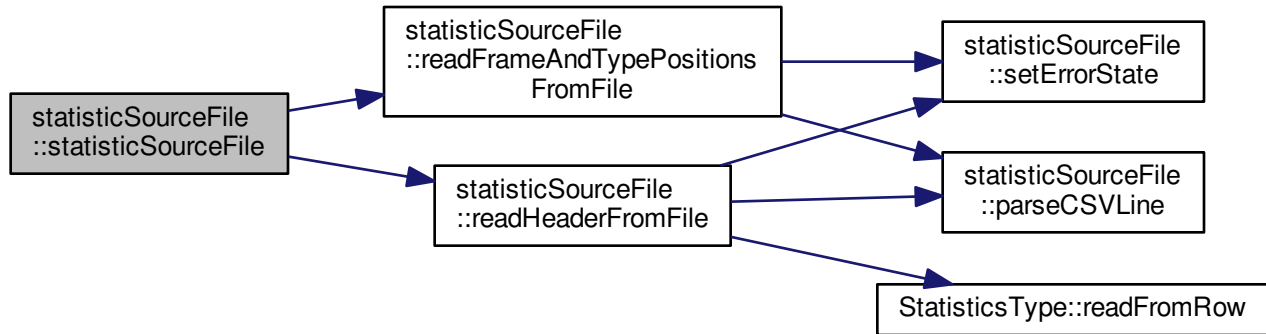 statisticSourceFile
::statisticSourceFile
statisticSourceFile
::readFrameAndTypePositions
FromFile
statisticSourceFile
::readHeaderFromFile
statisticSourceFile
::setErrorState
statisticSourceFile
::parseCSVLine
StatisticsType::readFromRow